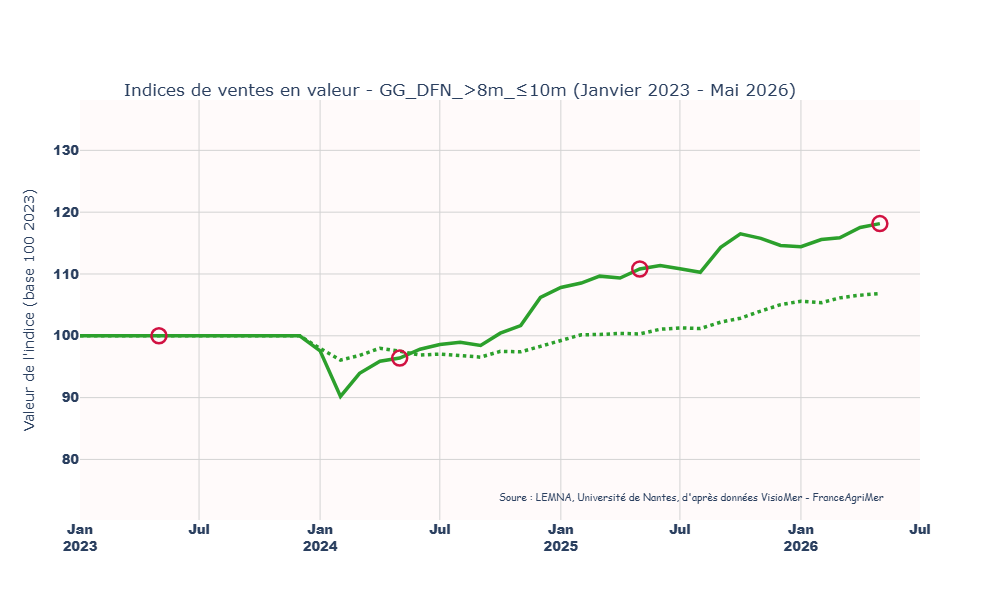 Indices de ventes en valeur - GG_DFN_>8m_≤10m (Janvier 2023 - Mai 2026)
Valeur de l'indice (base 100 2023)
130
120
110
100
90
80
Soure : LEMNA, Université de Nantes, d'après données VisioMer - FranceAgriMer
Jan Jul Jan Jul Jan Jul Jan Jul
2023 2024 2025 2026